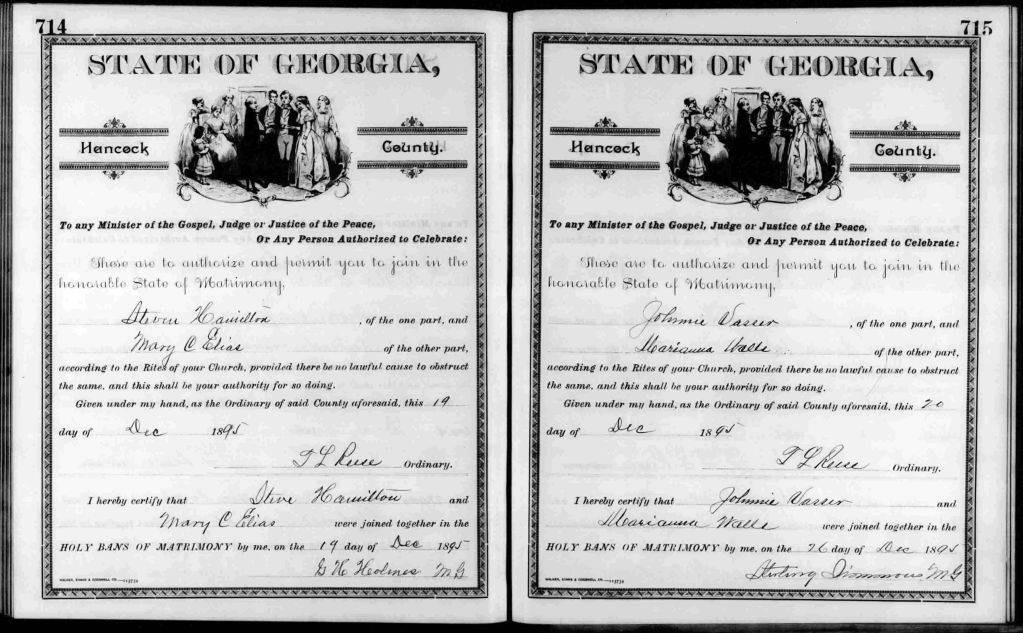 714
STATE OF GEORGIA,
Hancock County.
To any Minister of the Gospel, Judge or Justice of the Peace,
Or Any Person Authorized to Celebrate:
These are to authorize and permit you to join in the
honorable State of Matrimony,
Steven Hamilton, of the one part, and
Mary C Elias of the other part,
according to the Rites of your Church, provided there be no lawful cause to obstruct
the same, and this shall be your authority for so doing.
Given under my hand, as the Ordinary of said County aforesaid, this 19
day of Dec 1895
T L Reese Ordinary.
I hereby certify that Steve Hamilton and
Mary C Elias were joined together in the
HOLY BANS OF MATRIMONY by me, on the 19 day of Dec 1895
G H Holmes M G
715
STATE OF GEORGIA,
Hancock County.
To any Minister of the Gospel, Judge or Justice of the Peace,
Or Any Person Authorized to Celebrate:
These are to authorize and permit you to join in the
honorable State of Matrimony,
Johnnie Vasser, of the one part, and
Marianna of the other part,
according to the Rites of your Church, provided there be no lawful cause to obstruct
the same, and this shall be your authority for so doing.
Given under my hand, as the Ordinary of said County aforesaid, this 20
day of Dec 1895
T L Reese Ordinary.
I hereby certify that Johnnie Vasser and
Marianna were joined together in the
HOLY BANS OF MATRIMONY by me, on the 26 day of Dec 1895
Sterling Simmons M G